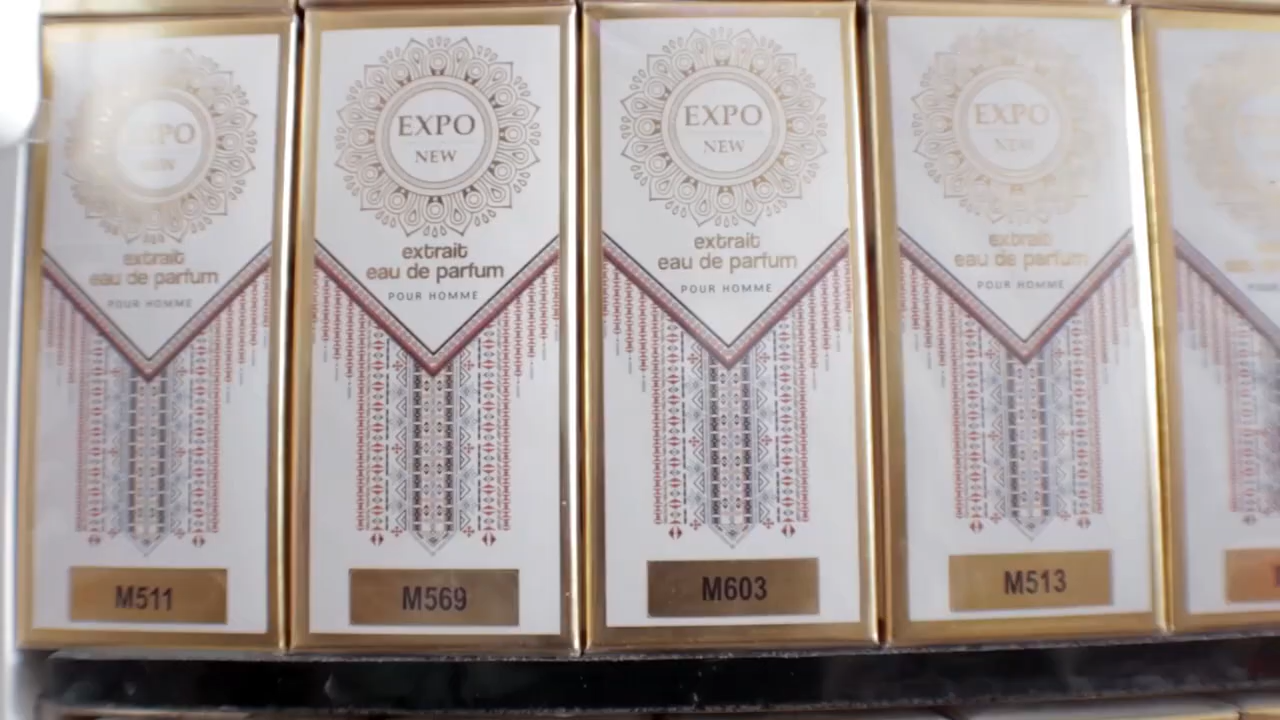 EXPO
NEW
extrait
eau de parfum
POUR HOMME
M511
EXPO
NEW
extrait
eau de parfum
POUR HOMME
M569
EXPO
NEW
extrait
eau de parfum
POUR HOMME
M603
EXPO
NEW
extrait
eau de parfum
POUR HOMME
M513